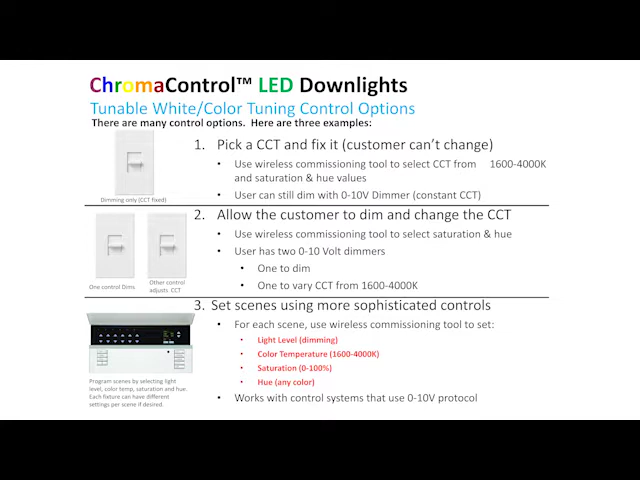 ChromaControl™ LED Downlights
Tunable White/Color Tuning Control Options
There are many control options.  Here are three examples:
1. Pick a CCT and fix it (customer can't change)
• Use wireless commissioning tool to select CCT from 1600-4000K
and saturation & hue values
• User can still dim with 0-10V Dimmer (constant CCT)
Dimming only (CCT fixed)
2. Allow the customer to dim and change the CCT
• Use wireless commissioning tool to select saturation & hue
• User has two 0-10 Volt dimmers
• One to dim
• One to vary CCT from 1600-4000K
One control Dims
Other control
adjusts CCT
3. Set scenes using more sophisticated controls
• For each scene, use wireless commissioning tool to set:
• Light Level (dimming)
• Color Temperature (1600-4000K)
• Saturation (0-100%)
• Hue (any color)
• Works with control systems that use 0-10V protocol
Program scenes by selecting light
level, color temp, saturation and hue.
Each fixture can have different
settings per scene if desired.